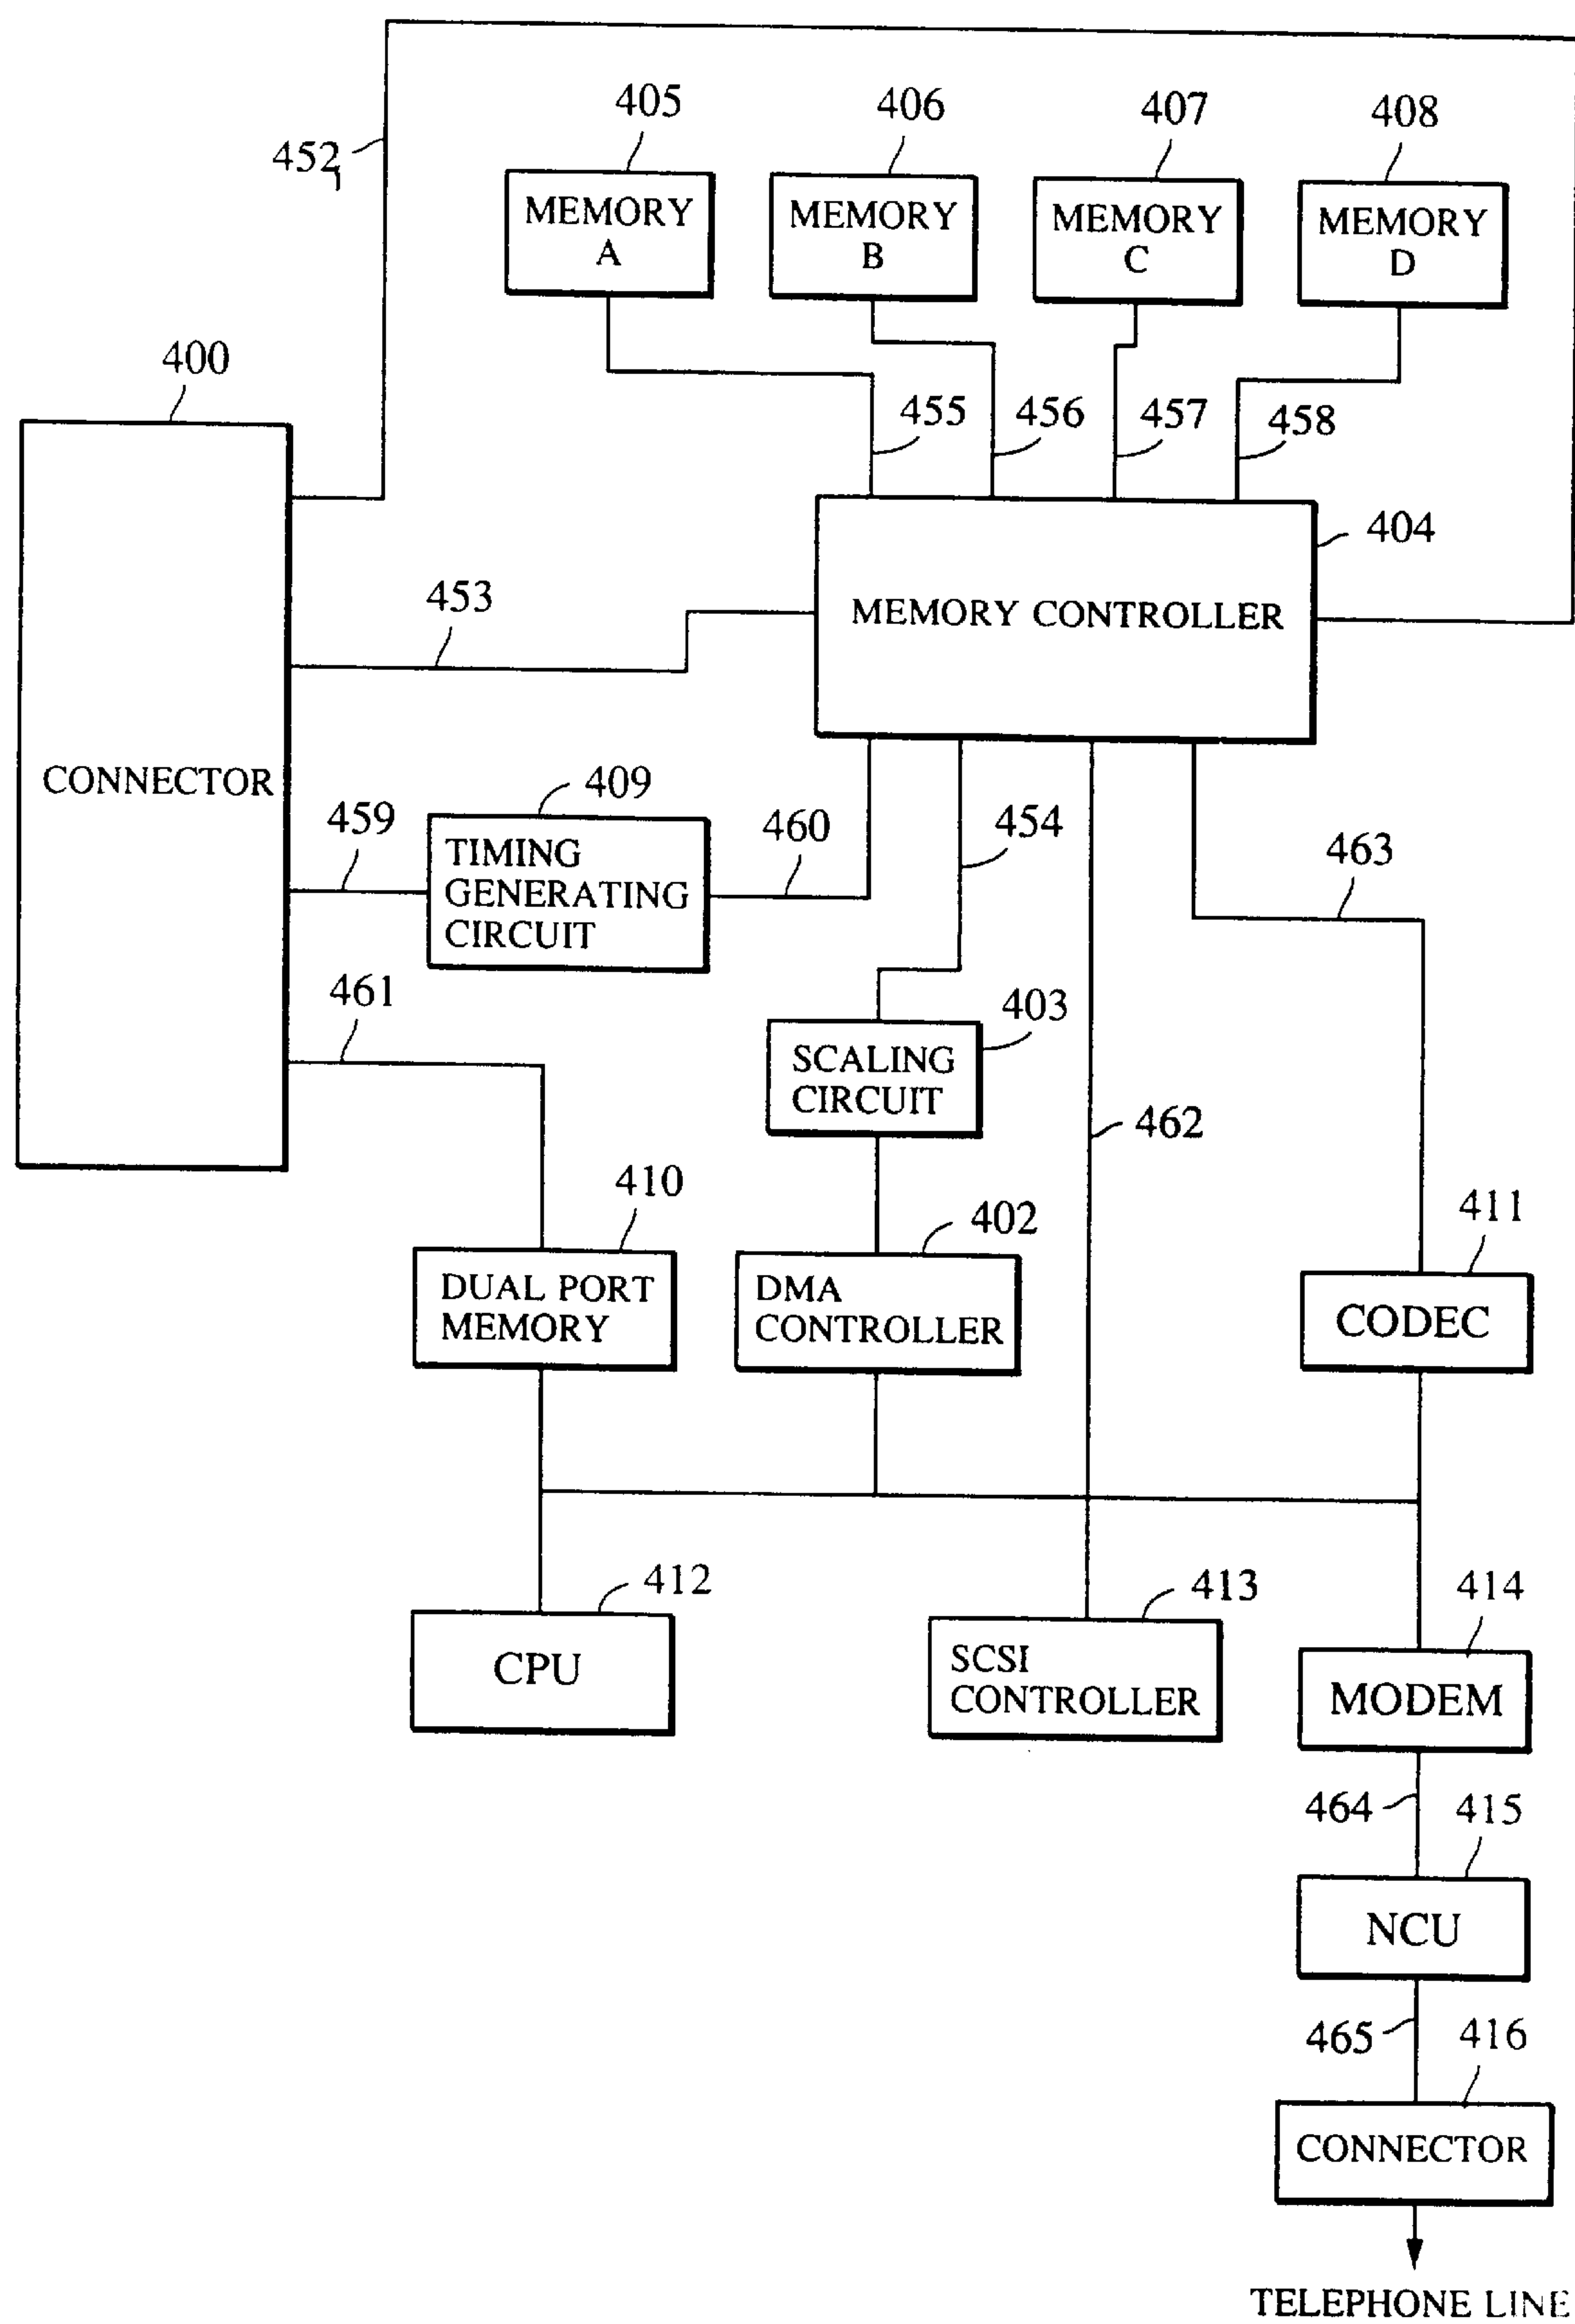 405
406
407
408
452
MEMORY
A
MEMORY
B
MEMORY
C
MEMORY
D
400
455
456
457
458
404
453
MEMORY CONTROLLER
CONNECTOR
409
459
TIMING
GENERATING
CIRCUIT
460
454
463
461
403
SCALING
CIRCUIT
462
410
402
411
DUAL PORT
MEMORY
DMA
CONTROLLER
CODEC
412
413
414
CPU
SCSI
CONTROLLER
MODEM
464
415
NCU
465
416
CONNECTOR
TELEPHONE LINE